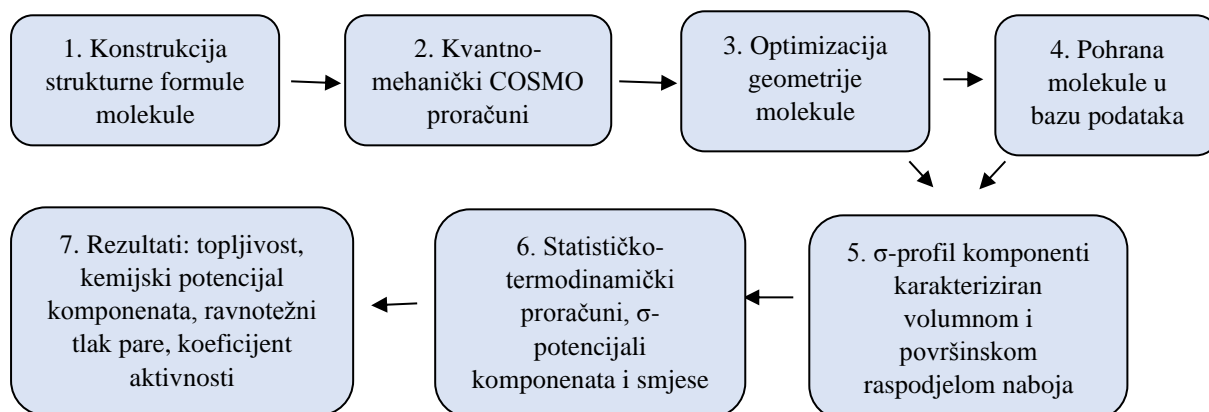 1. Konstrukcija
strukturne formule
molekule
2. Kvantno-
mehanički COSMO
proračuni
3. Optimizacija
geometrije
molekule
4. Pohrana
molekule u
bazu podataka
5. σ-profil komponenti
karakteriziran
volumnom i
površinskom
raspodjelom naboja
6. Statističko-
termodinamički
proračuni, σ-
potencijali
komponenata i smjese
7. Rezultati: topljivost,
kemijski potencijal
komponenata, ravnotežni
tlak pare, koeficijent
aktivnosti